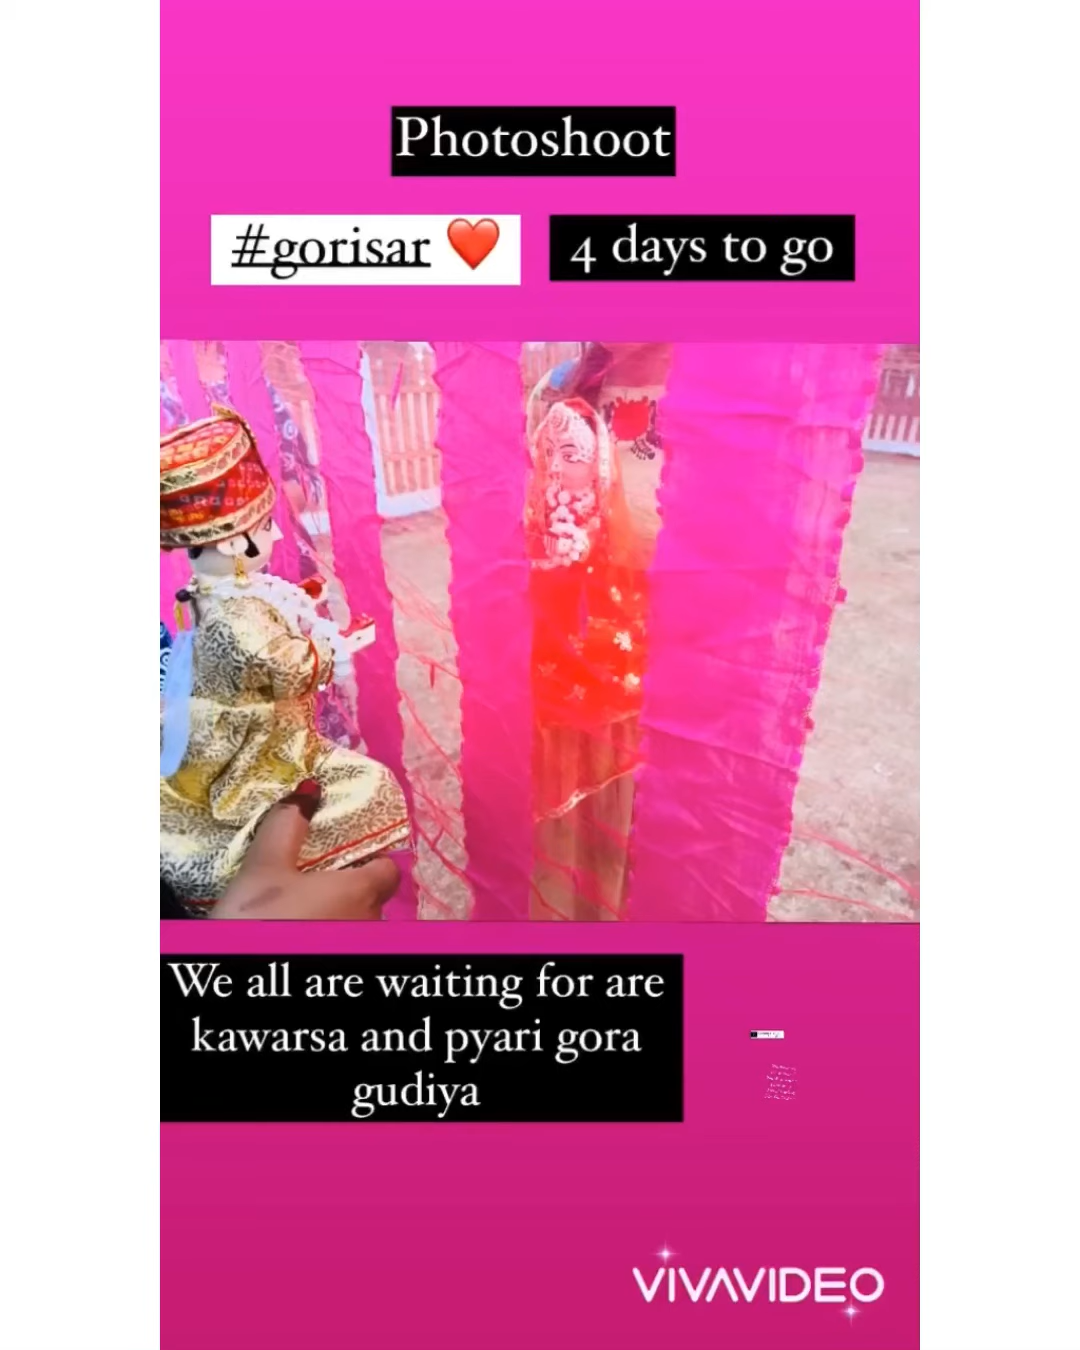 Photoshoot
#gorisar ❤️
4 days to go
We all are waiting for are
kawarsa and pyari gora
gudiya
VIVAVIDEO